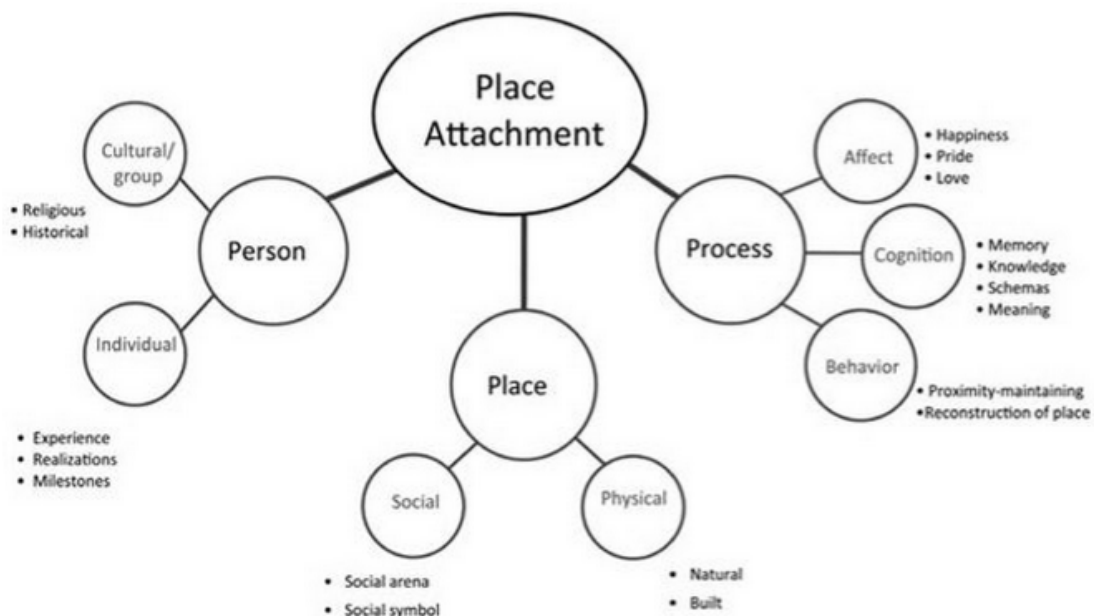 Place
Attachment
Cultural/
group
• Religious
• Historical
Person
Individual
• Experience
• Realizations
• Milestones
Place
Social
• Social arena
• Social symbol
Physical
• Natural
• Built
Process
Affect
• Happiness
• Pride
• Love
Cognition
• Memory
• Knowledge
• Schemas
• Meaning
Behavior
• Proximity-maintaining
•Reconstruction of place